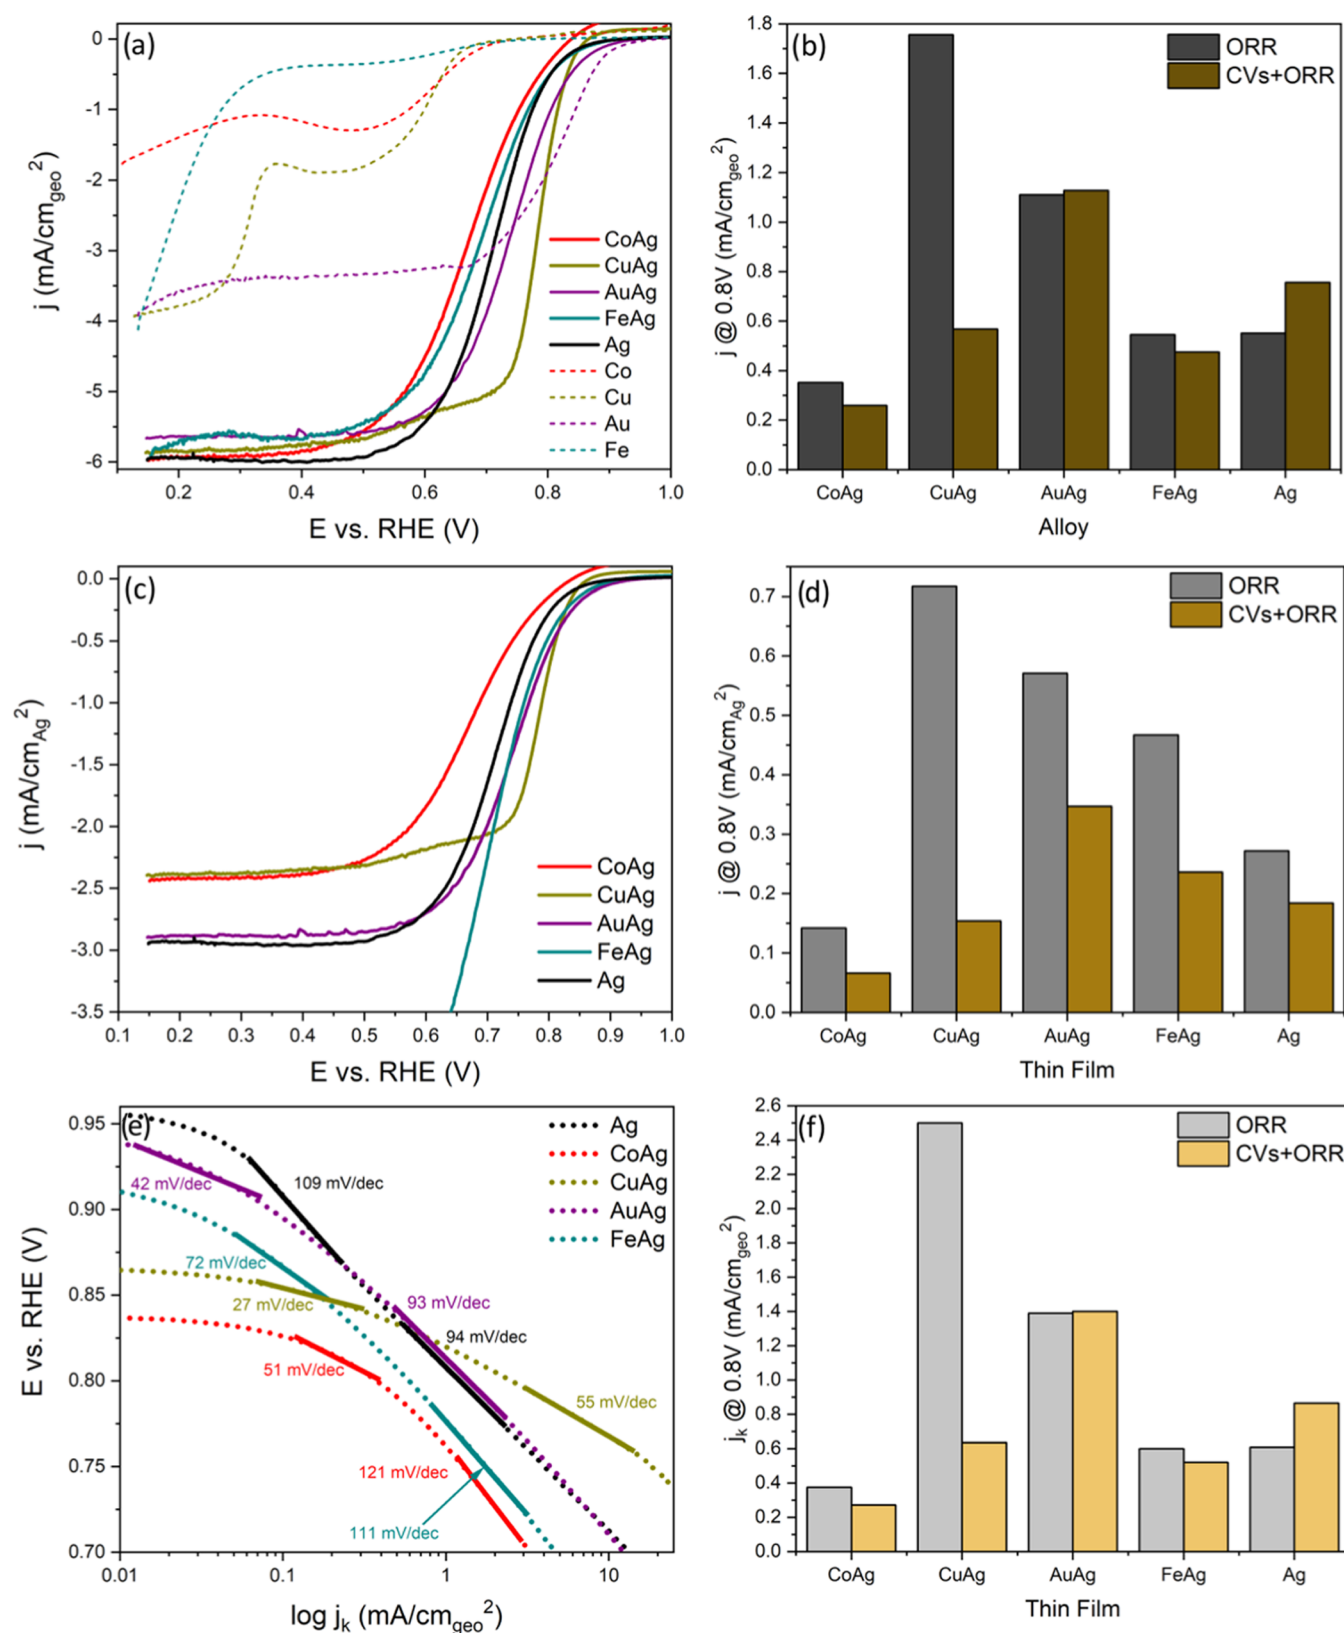 (a)
0
-1
-2
-3
-4
-5
-6
j (mA/cm_geo²)
CoAg
CuAg
AuAg
FeAg
Ag
Co
Cu
Au
Fe
0.2 0.4 0.6 0.8 1.0
E vs. RHE (V)
(b)
ORR
CVs+ORR
1.8
1.6
1.4
1.2
1.0
0.8
0.6
0.4
0.2
0.0
j @ 0.8V (mA/cm_geo²)
CoAg CuAg AuAg FeAg Ag
Alloy
(c)
0.0
-0.5
-1.0
-1.5
-2.0
-2.5
-3.0
-3.5
j (mA/cm_Ag²)
CoAg
CuAg
AuAg
FeAg
Ag
0.1 0.2 0.3 0.4 0.5 0.6 0.7 0.8 0.9 1.0
E vs. RHE (V)
(d)
ORR
CVs+ORR
0.7
0.6
0.5
0.4
0.3
0.2
0.1
0.0
j @ 0.8V (mA/cm_Ag²)
CoAg CuAg AuAg FeAg Ag
Thin Film
(e)
0.95
0.90
0.85
0.80
0.75
0.70
E vs. RHE (V)
Ag
CoAg
CuAg
AuAg
FeAg
42 mV/dec
109 mV/dec
72 mV/dec
27 mV/dec
93 mV/dec
94 mV/dec
51 mV/dec
55 mV/dec
121 mV/dec
111 mV/dec
0.01 0.1 1 10
log j_k (mA/cm_geo²)
(f)
ORR
CVs+ORR
2.6
2.4
2.2
2.0
1.8
1.6
1.4
1.2
1.0
0.8
0.6
0.4
0.2
0.0
j_k @ 0.8V (mA/cm_geo²)
CoAg CuAg AuAg FeAg Ag
Thin Film